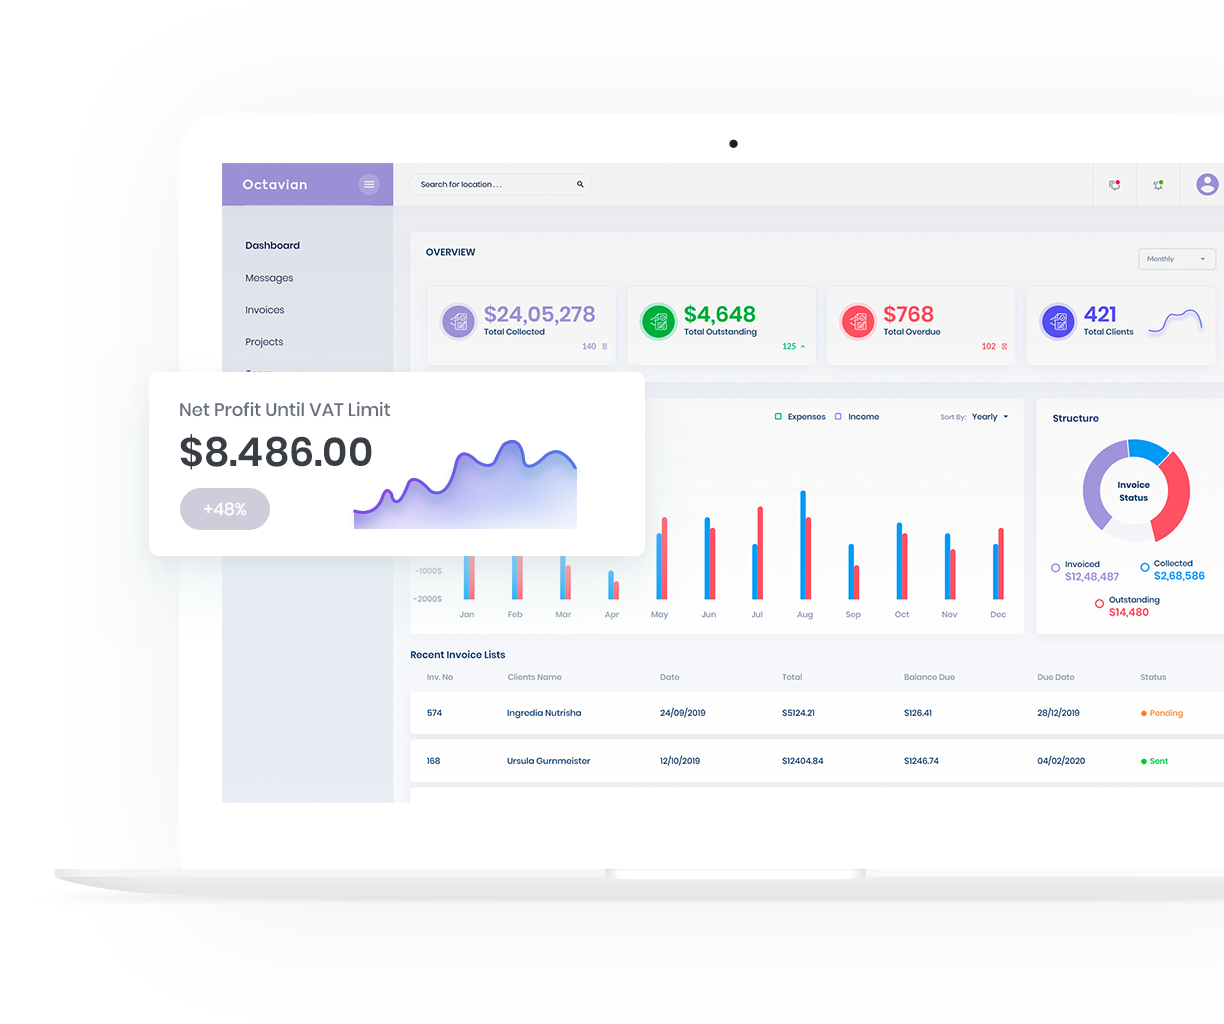 Octavian
Search for location . . .
Dashboard
Messages
Invoices
Projects
OVERVIEW
Monthly
$24,05,278
Total Collected
140
$4,648
Total Outstanding
125
$768
Total Overdue
102
421
Total Clients
Net Profit Until VAT Limit
$8.486.00
+48%
Expenses
Income
Sort By: Yearly
-1000$
-2000$
Jan Feb Mar Apr May Jun Jul Aug Sep Oct Nov Dec
Structure
Invoice
Status
Invoiced
$12,48,487
Collected
$2,68,586
Outstanding
$14,480
Recent Invoice Lists
Inv. No Clients Name Date Total Balance Due Due Date Status
574 Ingredia Nutrisha 24/09/2019 $5124.21 $126.41 28/12/2019 Pending
168 Ursula Gurnmeister 12/10/2019 $12404.84 $1246.74 04/02/2020 Sent